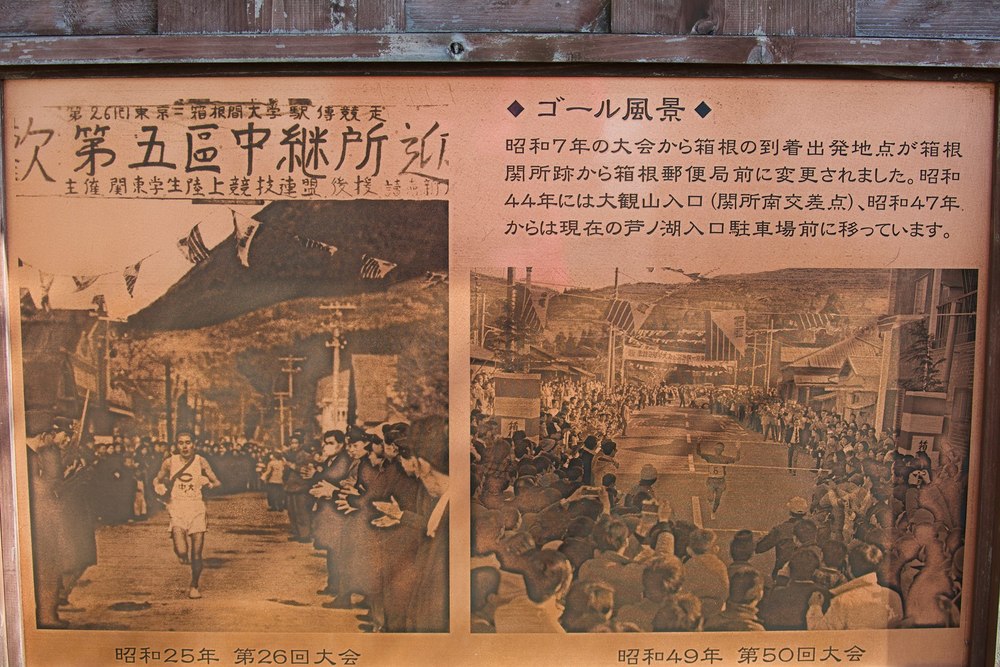 第26回東京=箱根間大学駅傳競走
歓 第五區中継所 迎
主催 関東学生陸上競技連盟 後援
◆ ゴール風景 ◆
昭和7年の大会から箱根の到着出発地点が箱根
関所跡から箱根郵便局前に変更されました。昭和
44年には大観山入口（関所南交差点）、昭和47年
からは現在の芦ノ湖入口駐車場前に移っています。
中大
昭和25年 第26回大会
昭和49年 第50回大会